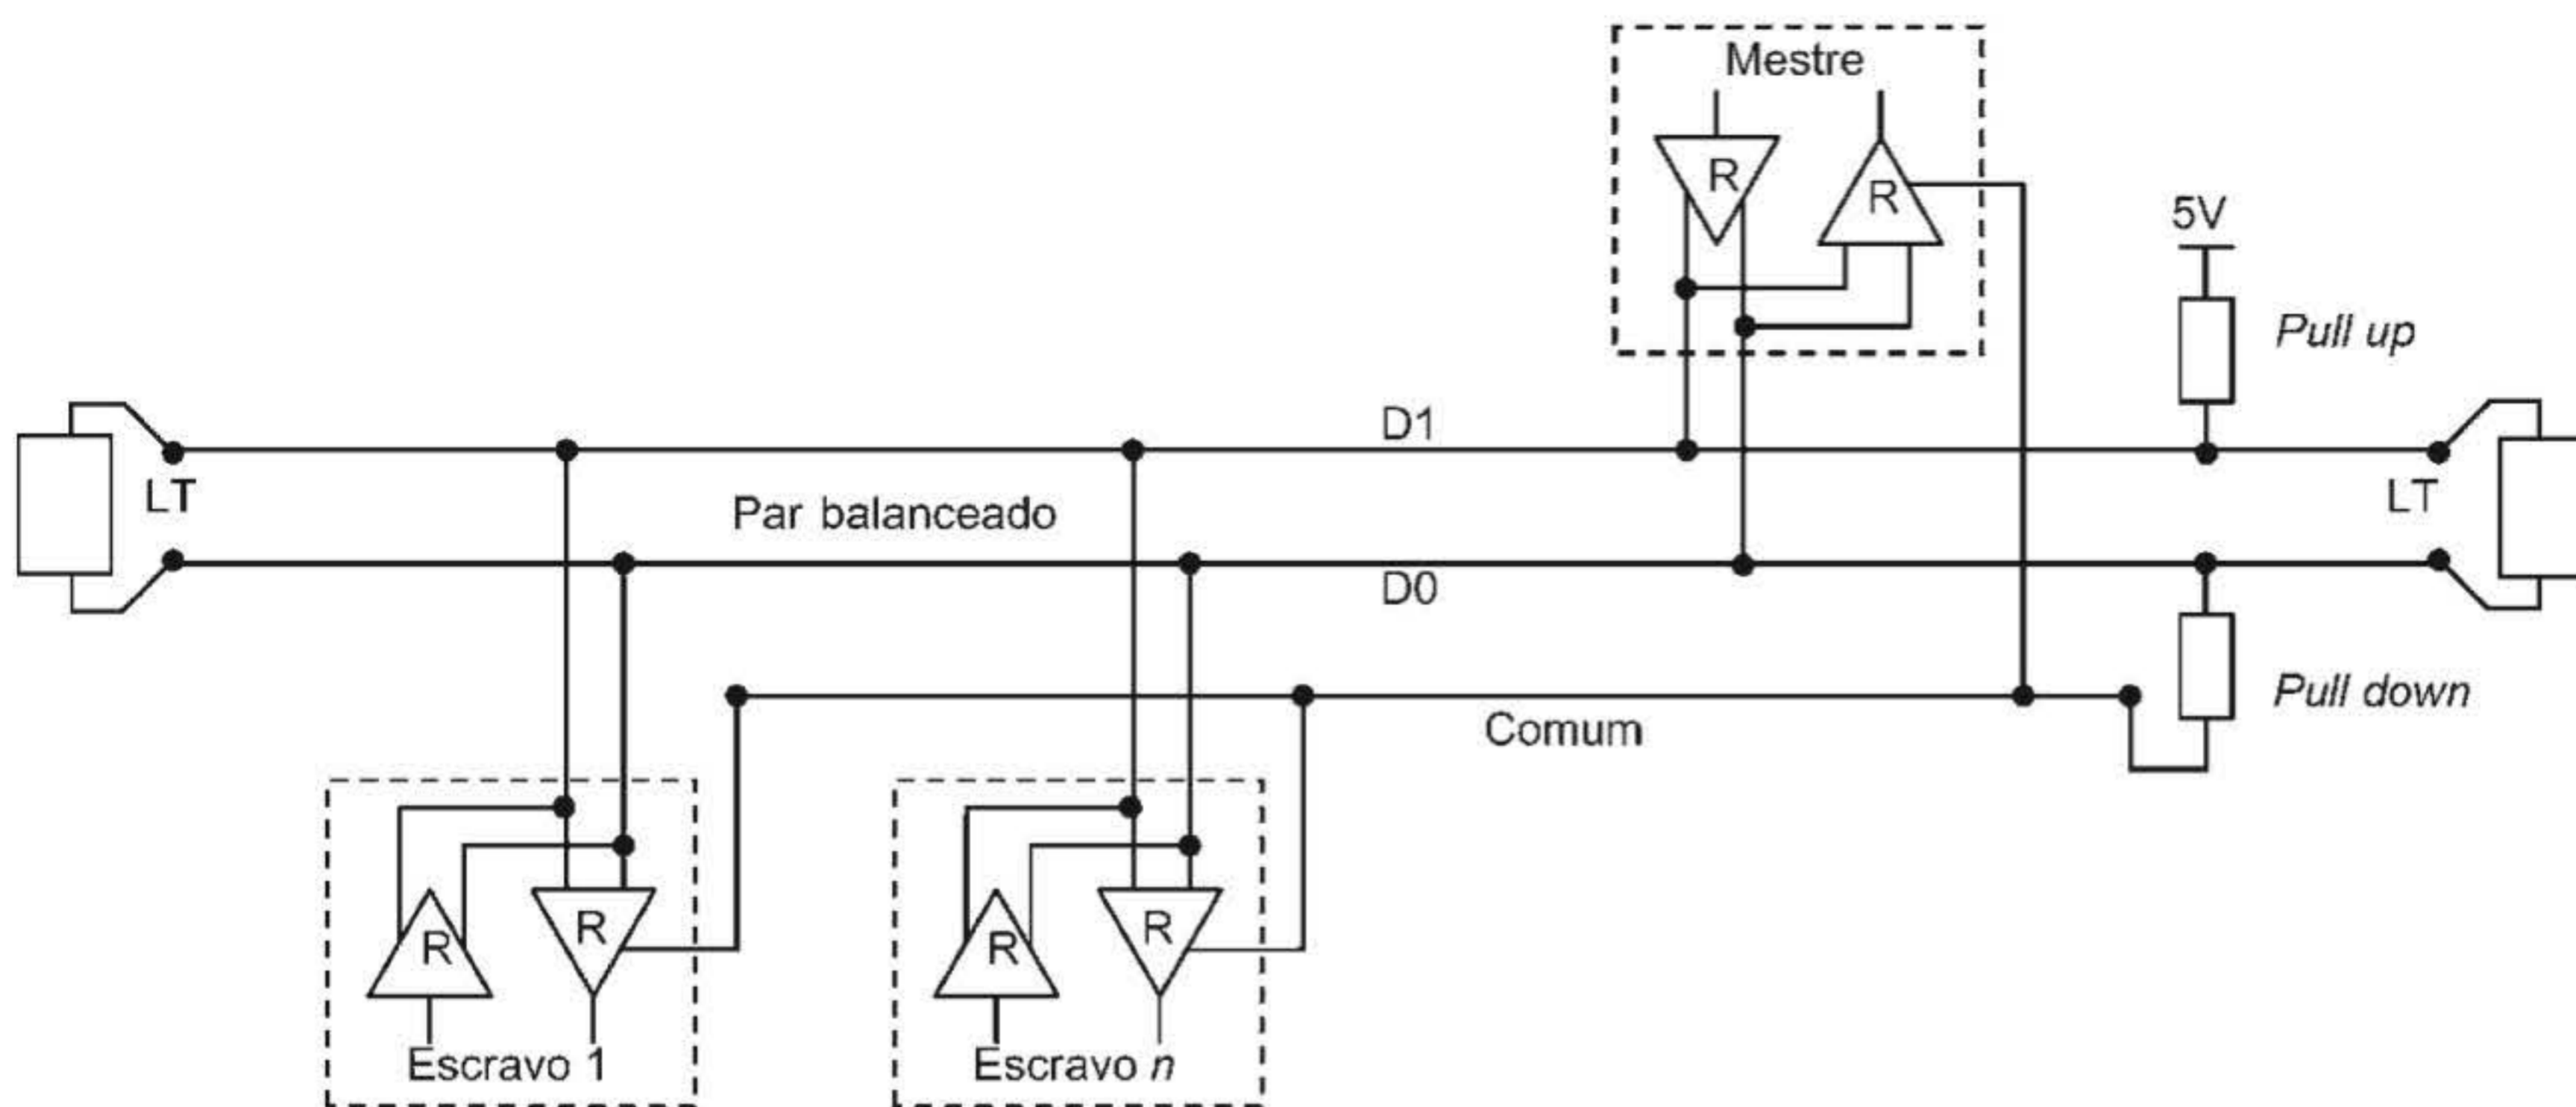 Mestre
R
R
5V
Pull up
D1
LT
LT
Par balanceado
D0
Pull down
Comum
R
R
R
R
Escravo 1
Escravo n